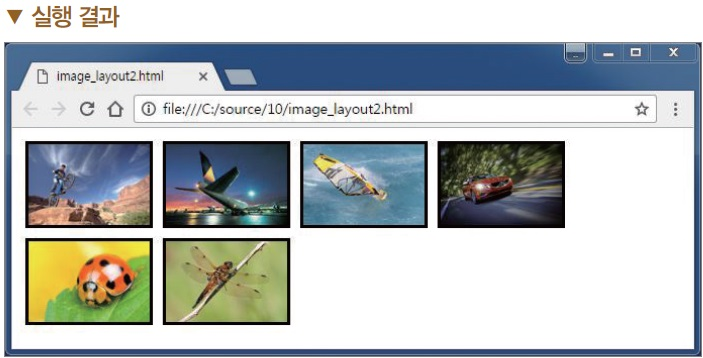 ▼ 실행 결과
image_layout2.html
file:///C:/source/10/image_layout2.html